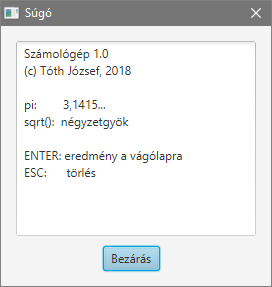 Súgó
Számológép 1.0
(c) Tóth József, 2018
pi: 3,1415...
sqrt(): négyzetgyök
ENTER: eredmény a vágólapra
ESC: törlés
Bezárás